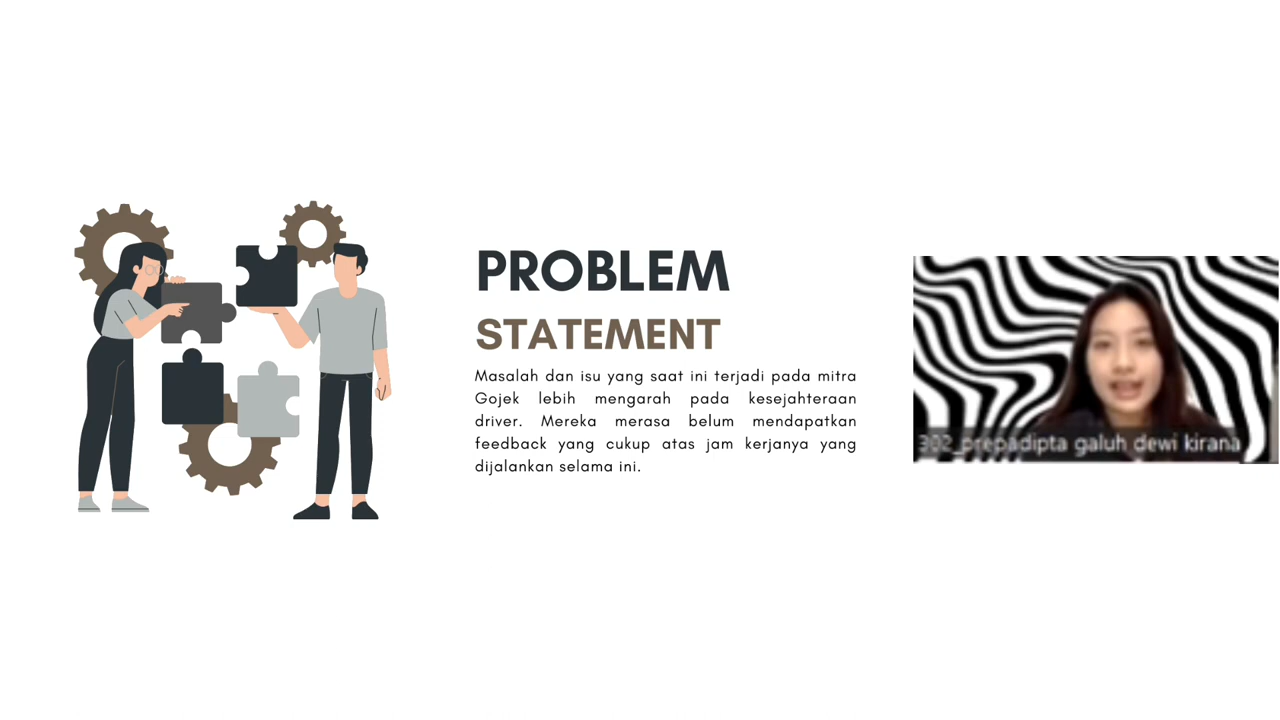 PROBLEM
STATEMENT
Masalah dan isu yang saat ini terjadi pada mitra
Gojek lebih mengarah pada kesejahteraan
driver. Mereka merasa belum mendapatkan
feedback yang cukup atas jam kerjanya yang
dijalankan selama ini.
302_prepadipta galuh dewi kirana